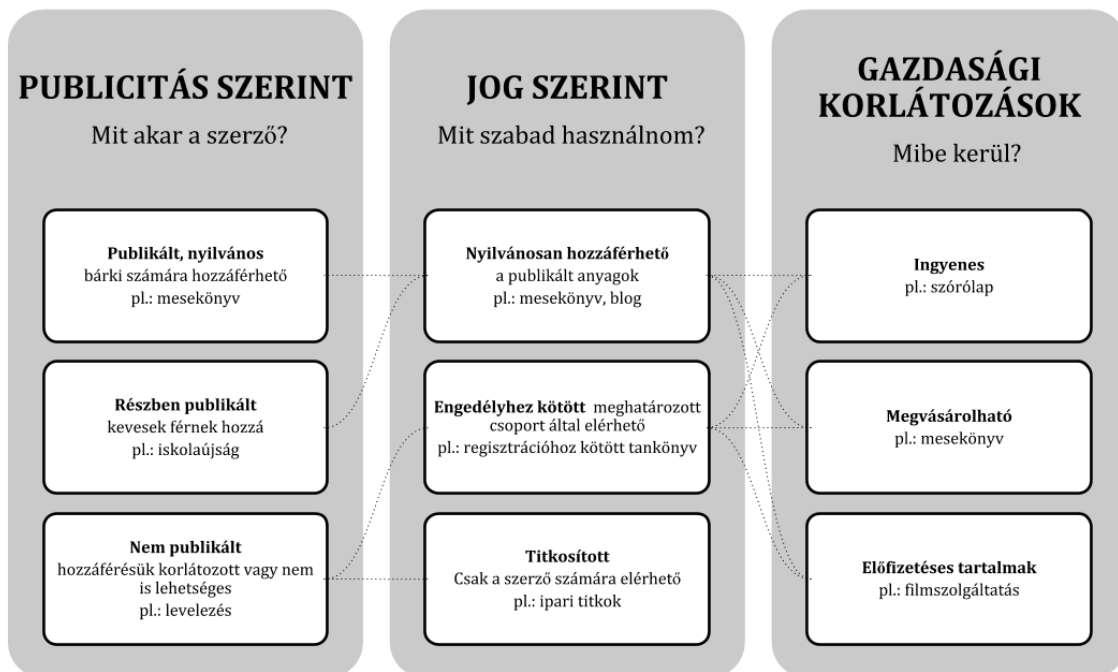 PUBLICITÁS SZERINT
Mit akar a szerző?
Publikált, nyilvános
bárki számára hozzáférhető
pl.: mesekönyv
Részben publikált
kevesek férnek hozzá
pl.: iskolaújság
Nem publikált
hozzáférésük korlátozott vagy nem
is lehetséges
pl.: levelezés
JOG SZERINT
Mit szabad használnom?
Nyilvánosan hozzáférhető
a publikált anyagok
pl.: mesekönyv, blog
Engedélyhez kötött meghatározott
csoport által elérhető
pl.: regisztrációhoz kötött tankönyv
Titkosított
Csak a szerző számára elérhető
pl.: ipari titkok
GAZDASÁGI
KORLÁTOZÁSOK
Mibe kerül?
Ingyenes
pl.: szórólap
Megvásárolható
pl.: mesekönyv
Előfizetéses tartalmak
pl.: filmszolgáltatás